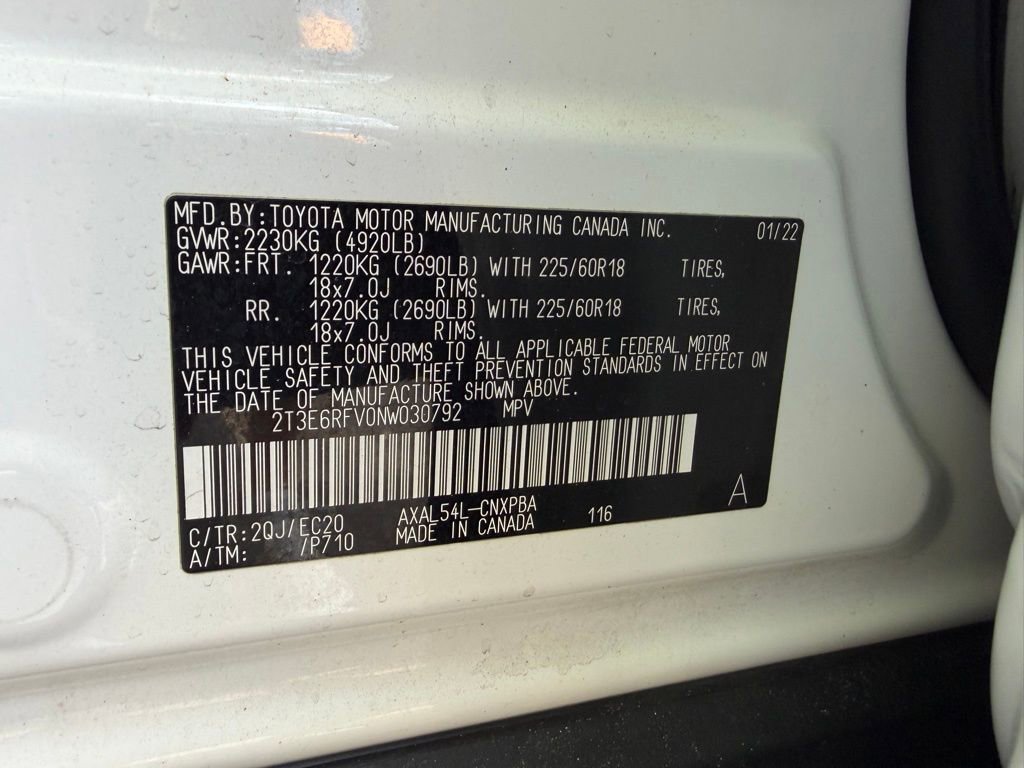 MFD.BY:TOYOTA MOTOR MANUFACTURING CANADA INC. 01/22
GVWR:2230KG (4920LB)
GAWR:FRT. 1220KG (2690LB) WITH 225/60R18 TIRES,
18x7.0J RIMS.
RR. 1220KG (2690LB) WITH 225/60R18 TIRES,
18x7.0J RIMS.
THIS VEHICLE CONFORMS TO ALL APPLICABLE FEDERAL MOTOR
VEHICLE SAFETY AND THEFT PREVENTION STANDARDS IN EFFECT ON
THE DATE OF MANUFACTURE SHOWN ABOVE.
2T3E6RFV0NW030792 MPV
A
C/TR:2QJ/EC20 AXAL54L-CNXPBA 116
A/TM: /P710 MADE IN CANADA